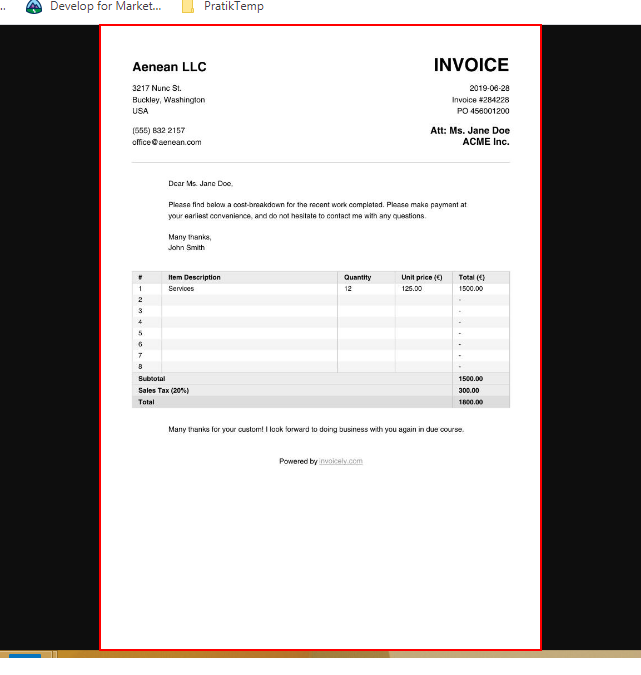 .. Develop for Market... PratikTemp
Aenean LLC INVOICE
3217 Nunc St. 2019-06-28
Buckley, Washington Invoice #284228
USA PO 456001200
(555) 832 2157 Att: Ms. Jane Doe
office@aenean.com ACME Inc.
Dear Ms. Jane Doe,
Please find below a cost-breakdown for the recent work completed. Please make payment at
your earliest convenience, and do not hesitate to contact me with any questions.
Many thanks,
John Smith
# Item Description Quantity Unit price (€) Total (€)
1 Services 12 125.00 1500.00
2 -
3 -
4 -
5 -
6 -
7 -
8 -
Subtotal 1500.00
Sales Tax (20%) 300.00
Total 1800.00
Many thanks for your custom! I look forward to doing business with you again in due course.
Powered by invoicely.com